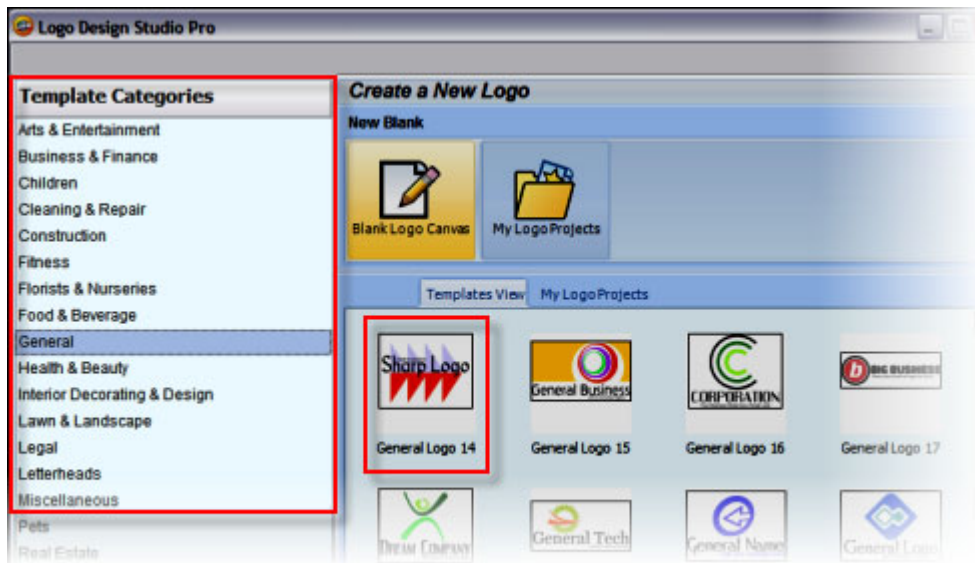 Logo Design Studio Pro
Template Categories
Arts & Entertainment
Business & Finance
Children
Cleaning & Repair
Construction
Fitness
Florists & Nurseries
Food & Beverage
General
Health & Beauty
Interior Decorating & Design
Lawn & Landscape
Legal
Letterheads
Miscellaneous
Pets
Real Estate
Create a New Logo
New Blank
Blank Logo Canvas
My Logo Projects
Templates View
My Logo Projects
Sharp Logo
General Logo 14
General Business
General Logo 15
CORPORATION
General Logo 16
b BIG BUSINESS
General Logo 17
DREAM COMPANY
General Tech
General Name
General Logo